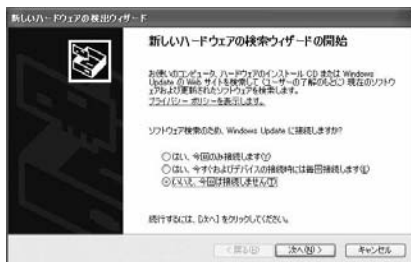 新しいハードウェアの検出ウィザード
新しいハードウェアの検索ウィザードの開始
お使いのコンピュータ、ハードウェアのインストール CD または Windows
Update の Web サイトを検索して (ユーザーの了解のもとに) 現在のソフトウ
ェアおよび更新されたソフトウェアを検索します。
プライバシー ポリシーを表示します。
ソフトウェア検索のため、Windows Update に接続しますか?
はい、今回のみ接続します(Y)
はい、今すぐおよびデバイスの接続時には毎回接続します(E)
いいえ、今回は接続しません(T)
続行するには、[次へ] をクリックしてください。
< 戻る(B)
次へ(N) >
キャンセル